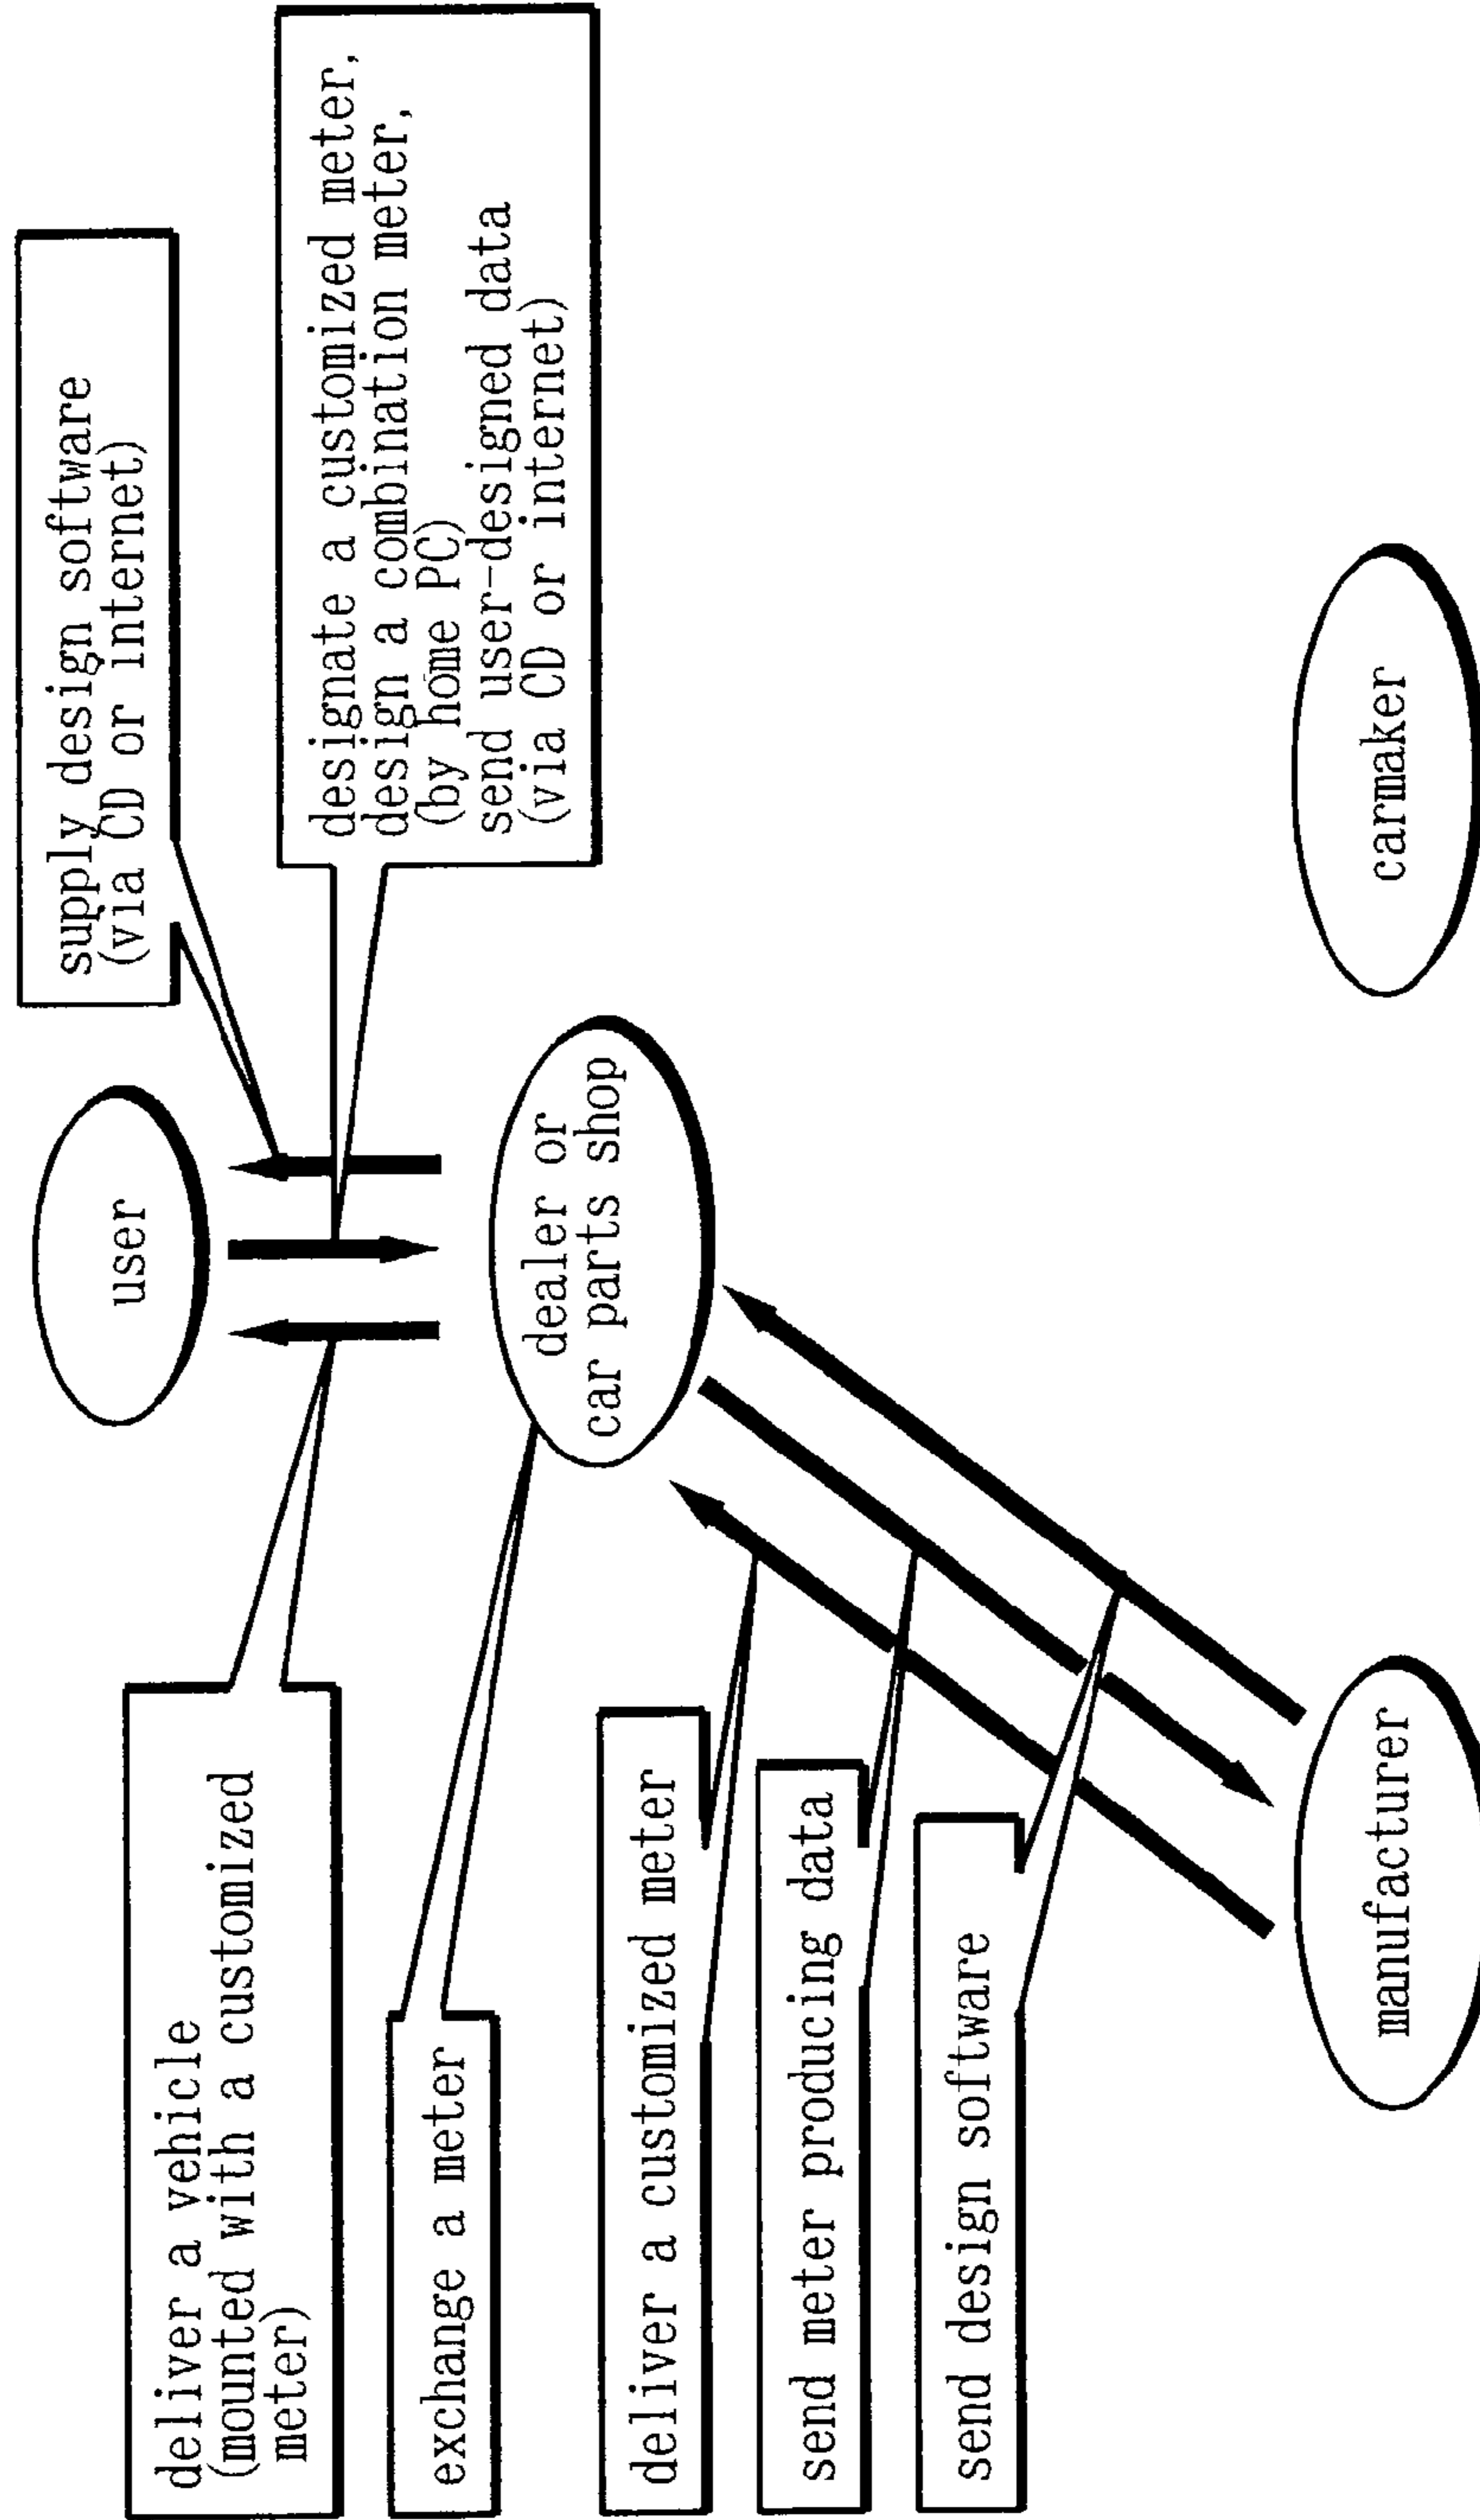 supply design software
(via CD or internet)
user
designate a customized meter,
design a combination meter,
(by home PC)
send user-designed data
(via CD or internet)
deliver a vehicle
(mounted with a customized
meter)
exchange a meter
dealer or
car parts shop
deliver a customized meter
send meter producing data
send design software
manufacturer
carmaker